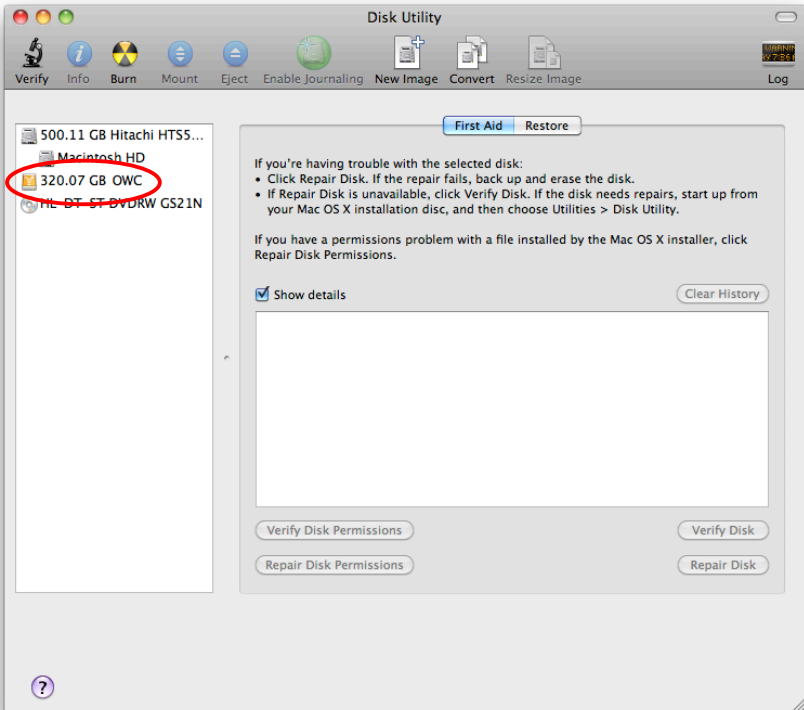 Disk Utility
Verify
Info
Burn
Mount
Eject
Enable Journaling
New Image
Convert
Resize Image
WARNIN
Log
500.11 GB Hitachi HTS5...
Macintosh HD
320.07 GB OWC
HL-DT-ST DVDRW GS21N
First Aid
Restore
If you're having trouble with the selected disk:
• Click Repair Disk. If the repair fails, back up and erase the disk.
• If Repair Disk is unavailable, click Verify Disk. If the disk needs repairs, start up from
your Mac OS X installation disc, and then choose Utilities > Disk Utility.
If you have a permissions problem with a file installed by the Mac OS X installer, click
Repair Disk Permissions.
Show details
Clear History
Verify Disk Permissions
Verify Disk
Repair Disk Permissions
Repair Disk
?